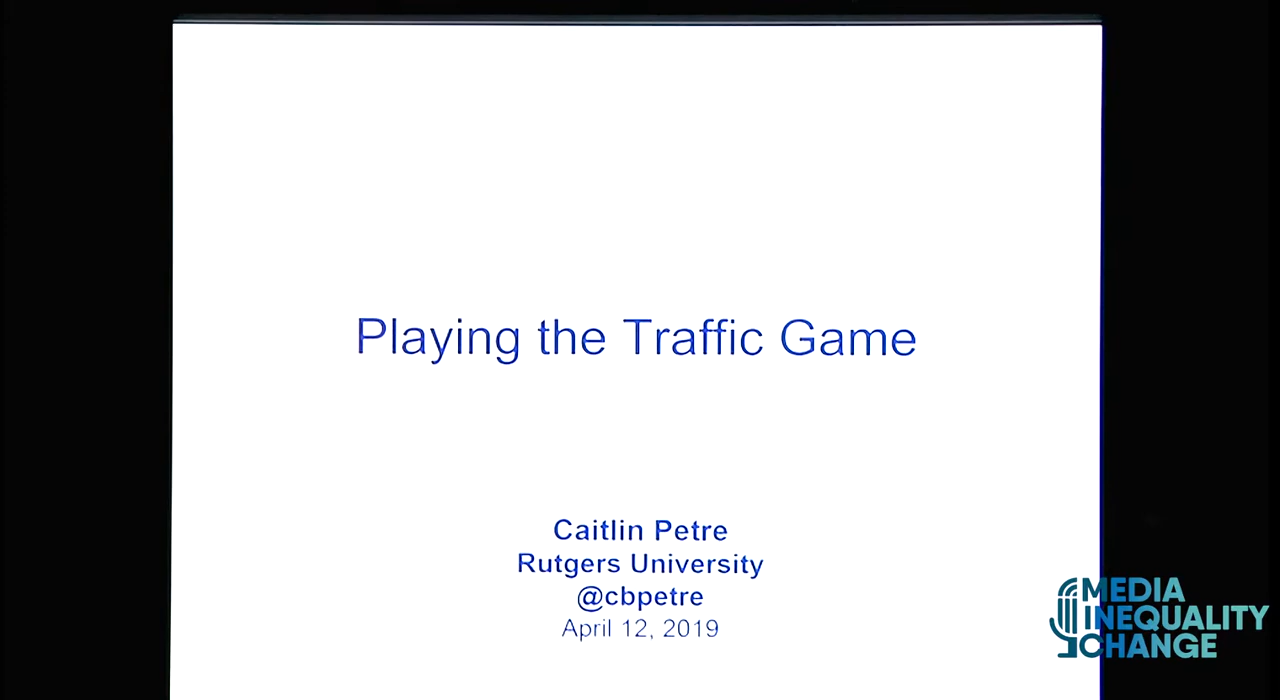 Playing the Traffic Game
Caitlin Petre
Rutgers University
@cbpetre
April 12, 2019
MEDIA
INEQUALITY
CHANGE